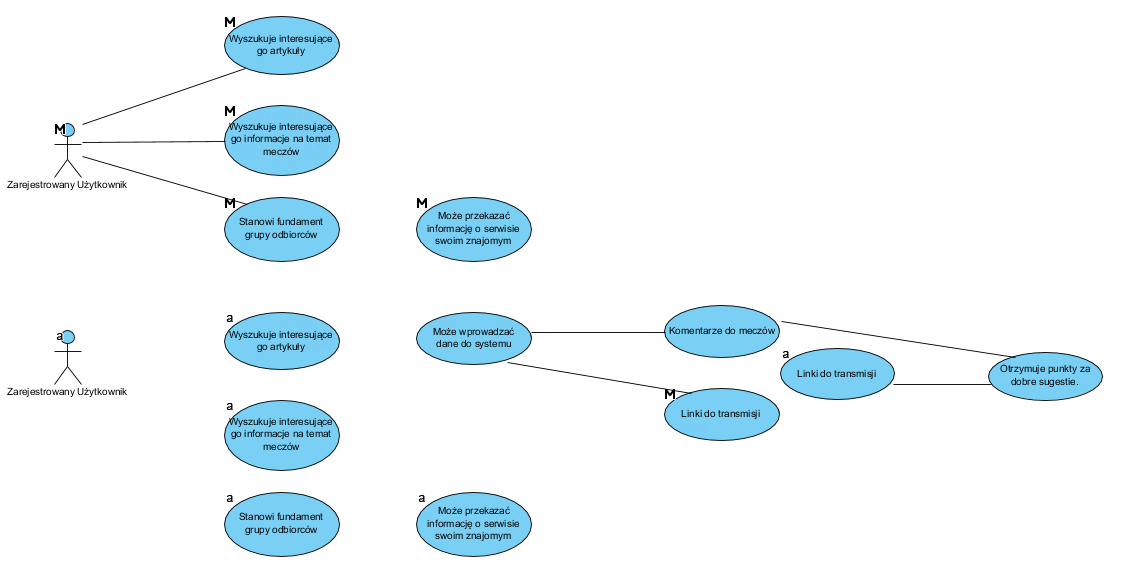 M
Wyszukuje interesujące
go artykuły
M
Wyszukuje interesujące
go informacje na temat
meczów
M
Zarejestrowany Użytkownik
M
Stanowi fundament
grupy odbiorców
M
Może przekazać
informację o serwisie
swoim znajomym
a
Wyszukuje interesujące
go artykuły
a
Zarejestrowany Użytkownik
Może wprowadzać
dane do systemu
Komentarze do meczów
a
Linki do transmisji
Otrzymuje punkty za
dobre sugestie.
M
Linki do transmisji
a
Wyszukuje interesujące
go informacje na temat
meczów
a
Stanowi fundament
grupy odbiorców
a
Może przekazać
informację o serwisie
swoim znajomym